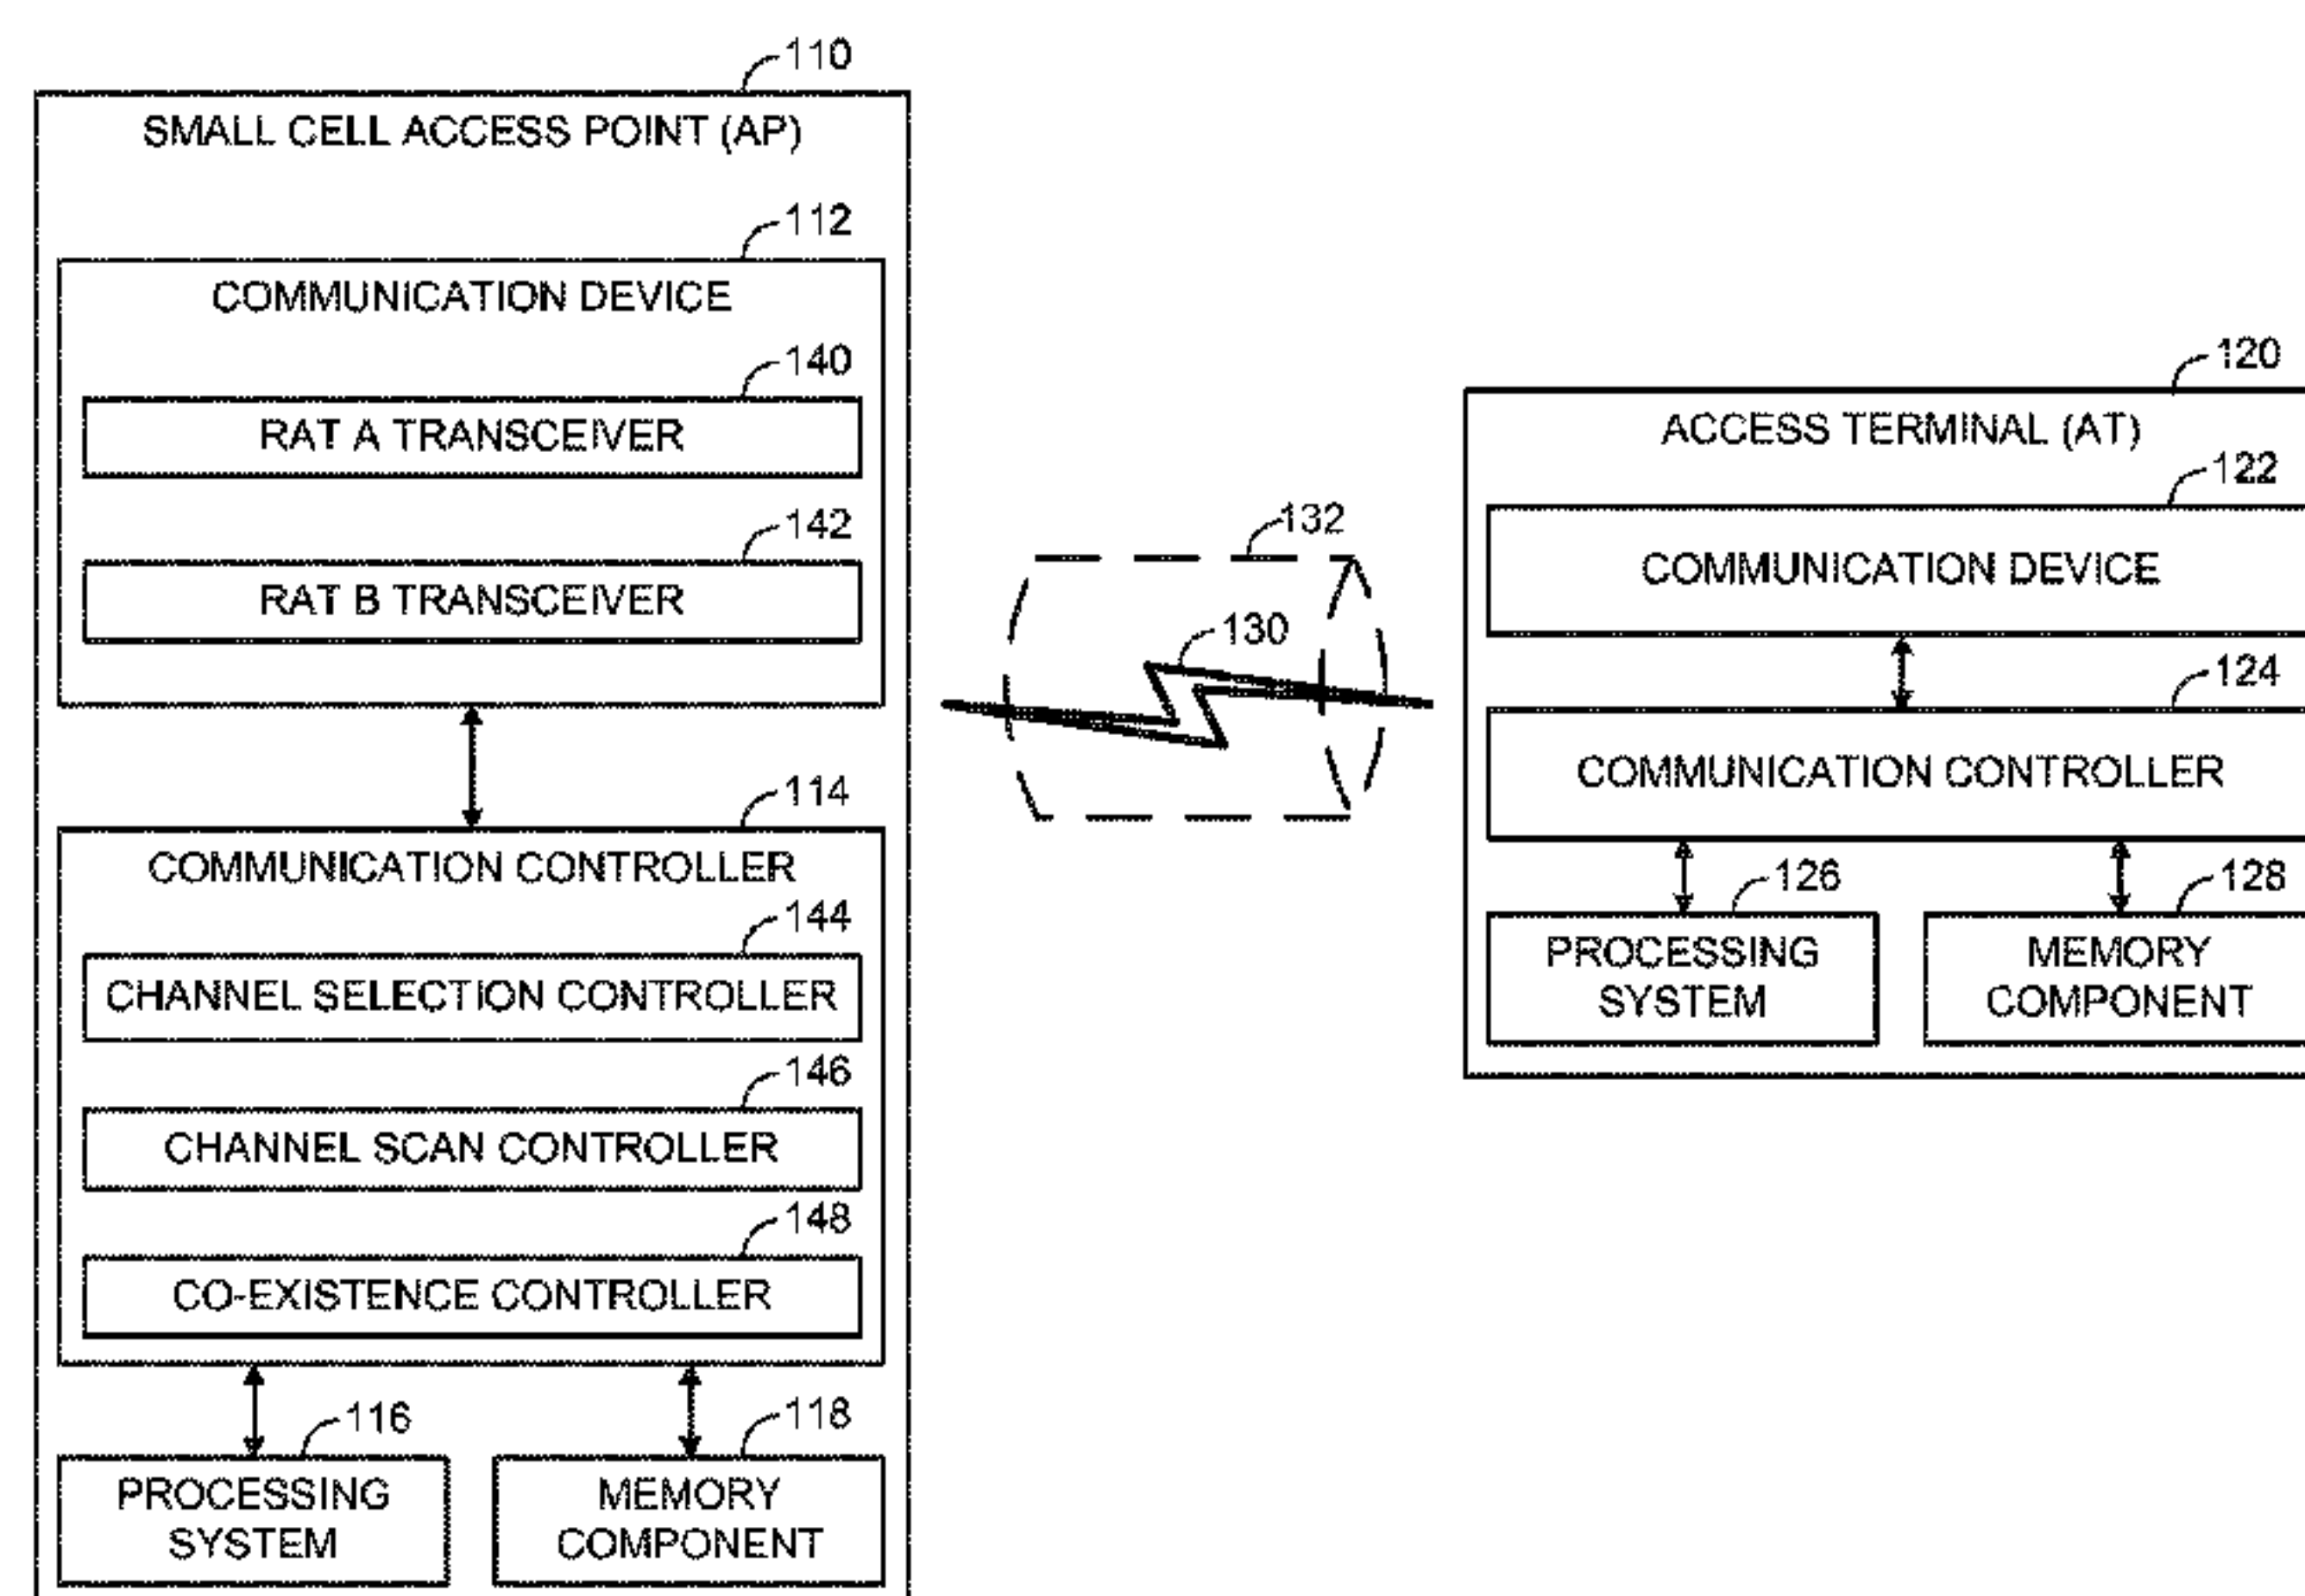 110
SMALL CELL ACCESS POINT (AP)
112
COMMUNICATION DEVICE
140
RAT A TRANSCEIVER
142
RAT B TRANSCEIVER
114
COMMUNICATION CONTROLLER
144
CHANNEL SELECTION CONTROLLER
146
CHANNEL SCAN CONTROLLER
148
CO-EXISTENCE CONTROLLER
116
PROCESSING
SYSTEM
118
MEMORY
COMPONENT
132
130
120
ACCESS TERMINAL (AT)
122
COMMUNICATION DEVICE
124
COMMUNICATION CONTROLLER
126
PROCESSING
SYSTEM
128
MEMORY
COMPONENT